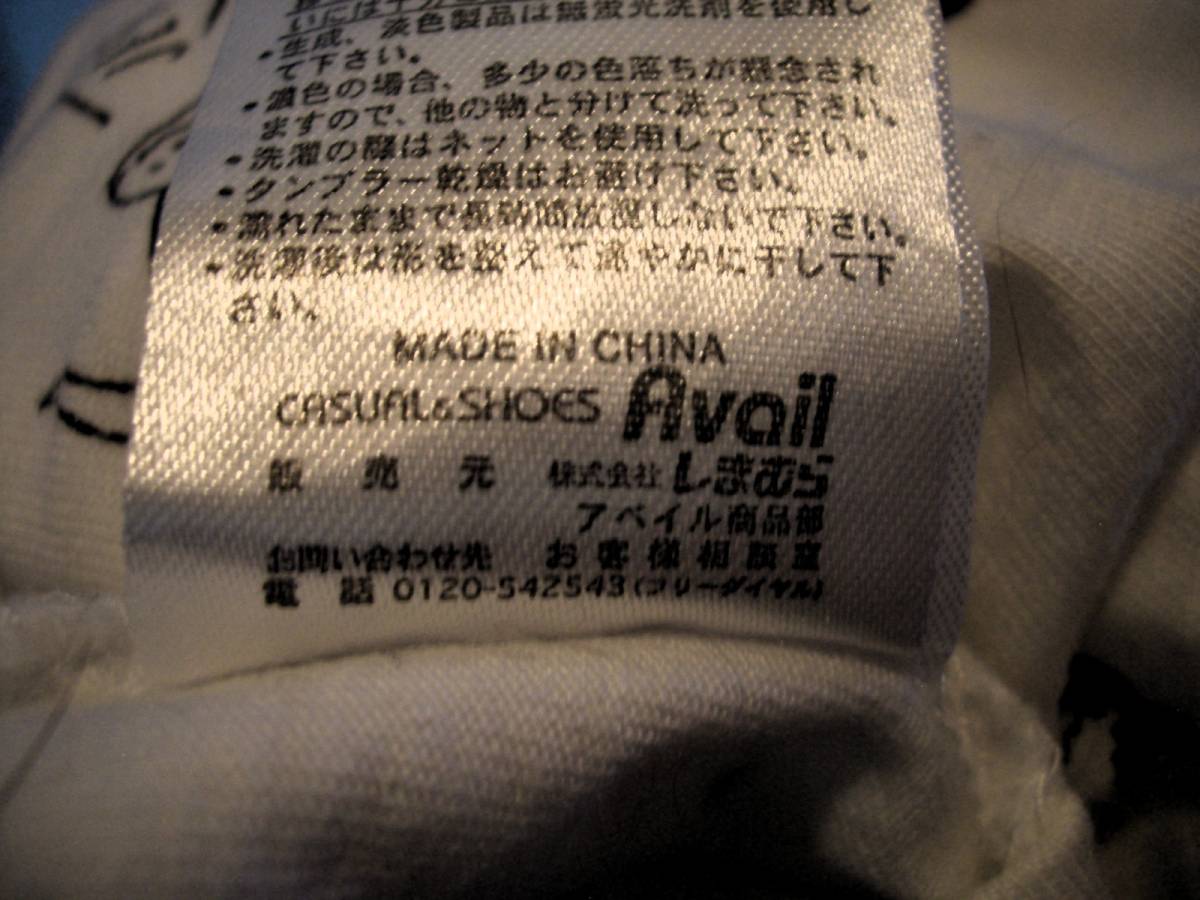 いには十分
・生成、淡色製品は無蛍光洗剤を使用し
て下さい。
・濃色の場合、多少の色落ちが懸念され
ますので、他の物と分けて洗って下さい。
・洗濯の際はネットを使用して下さい。
・タンブラー乾燥はお避け下さい。
・濡れたままで長時間放置しないで下さい。
・洗濯後は形を整えて速やかに干して下
さい。
MADE IN CHINA
CASUAL&SHOES Avail
販売元 株式会社しまむら
アベイル商品部
お問い合わせ先 お客様相談室
電話 0120-542543(フリーダイヤル)